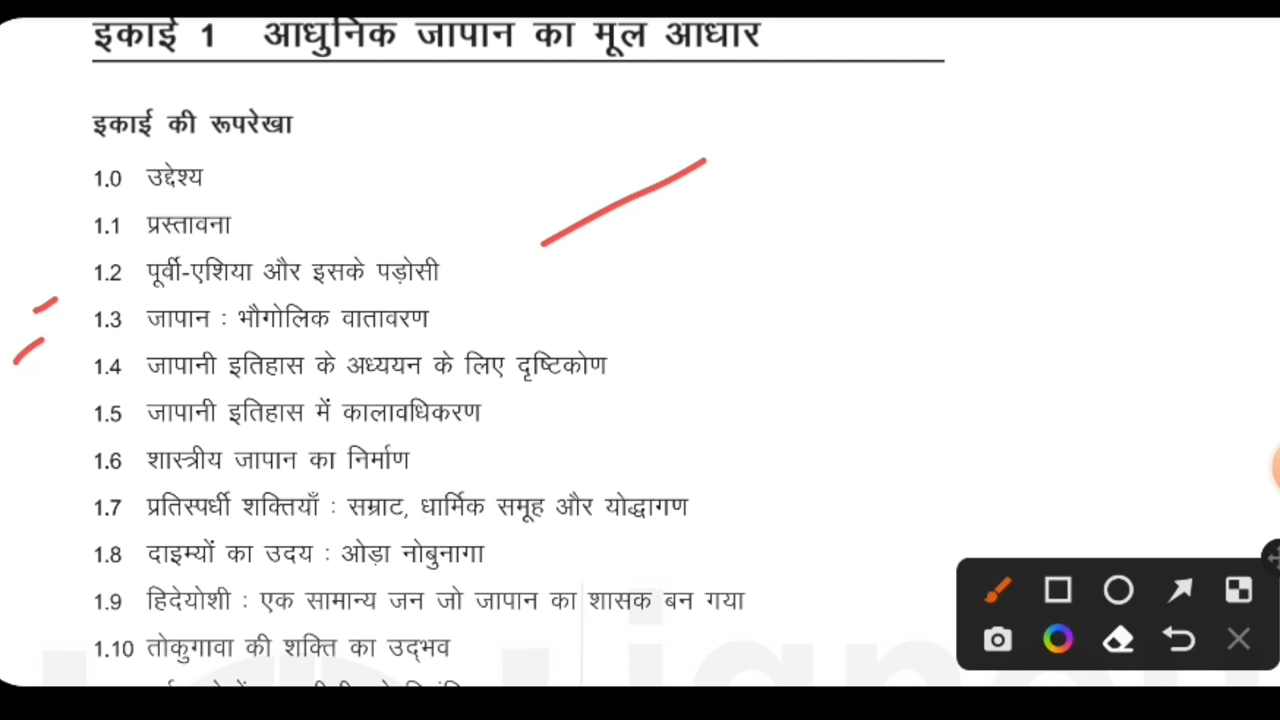 इकाई 1 आधुनिक जापान का मूल आधार
इकाई की रूपरेखा
1.0 उद्देश्य
1.1 प्रस्तावना
1.2 पूर्वी-एशिया और इसके पड़ोसी
1.3 जापान : भौगोलिक वातावरण
1.4 जापानी इतिहास के अध्ययन के लिए दृष्टिकोण
1.5 जापानी इतिहास में कालावधिकरण
1.6 शास्त्रीय जापान का निर्माण
1.7 प्रतिस्पर्धी शक्तियाँ : सम्राट, धार्मिक समूह और योद्धागण
1.8 दाइम्यों का उदय : ओड़ा नोबुनागा
1.9 हिदेयोशी : एक सामान्य जन जो जापान का शासक बन गया
1.10 तोकुगावा की शक्ति का उद्भव